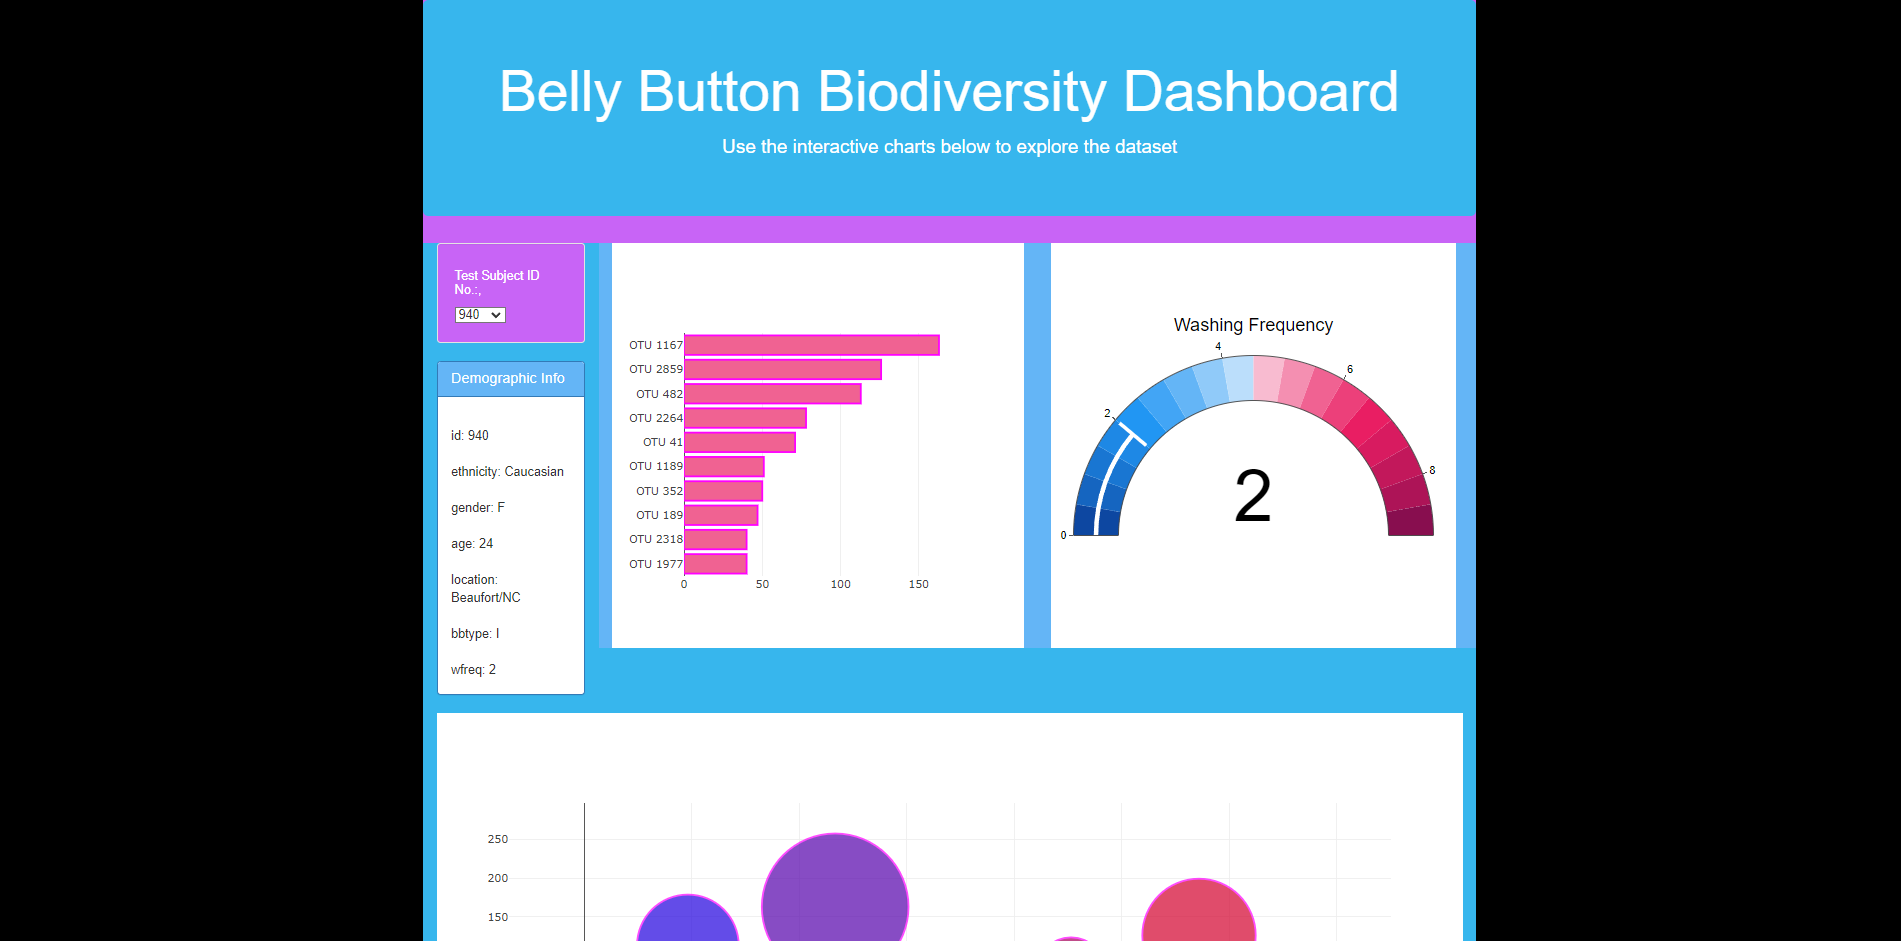 Belly Button Biodiversity Dashboard
Use the interactive charts below to explore the dataset
Test Subject ID
No.:,
940
Demographic Info
id: 940
ethnicity: Caucasian
gender: F
age: 24
location:
Beaufort/NC
bbtype: I
wfreq: 2
OTU 1167
OTU 2859
OTU 482
OTU 2264
OTU 41
OTU 1189
OTU 352
OTU 189
OTU 2318
OTU 1977
0 50 100 150
Washing Frequency
0
2
4
6
8
2
250
200
150